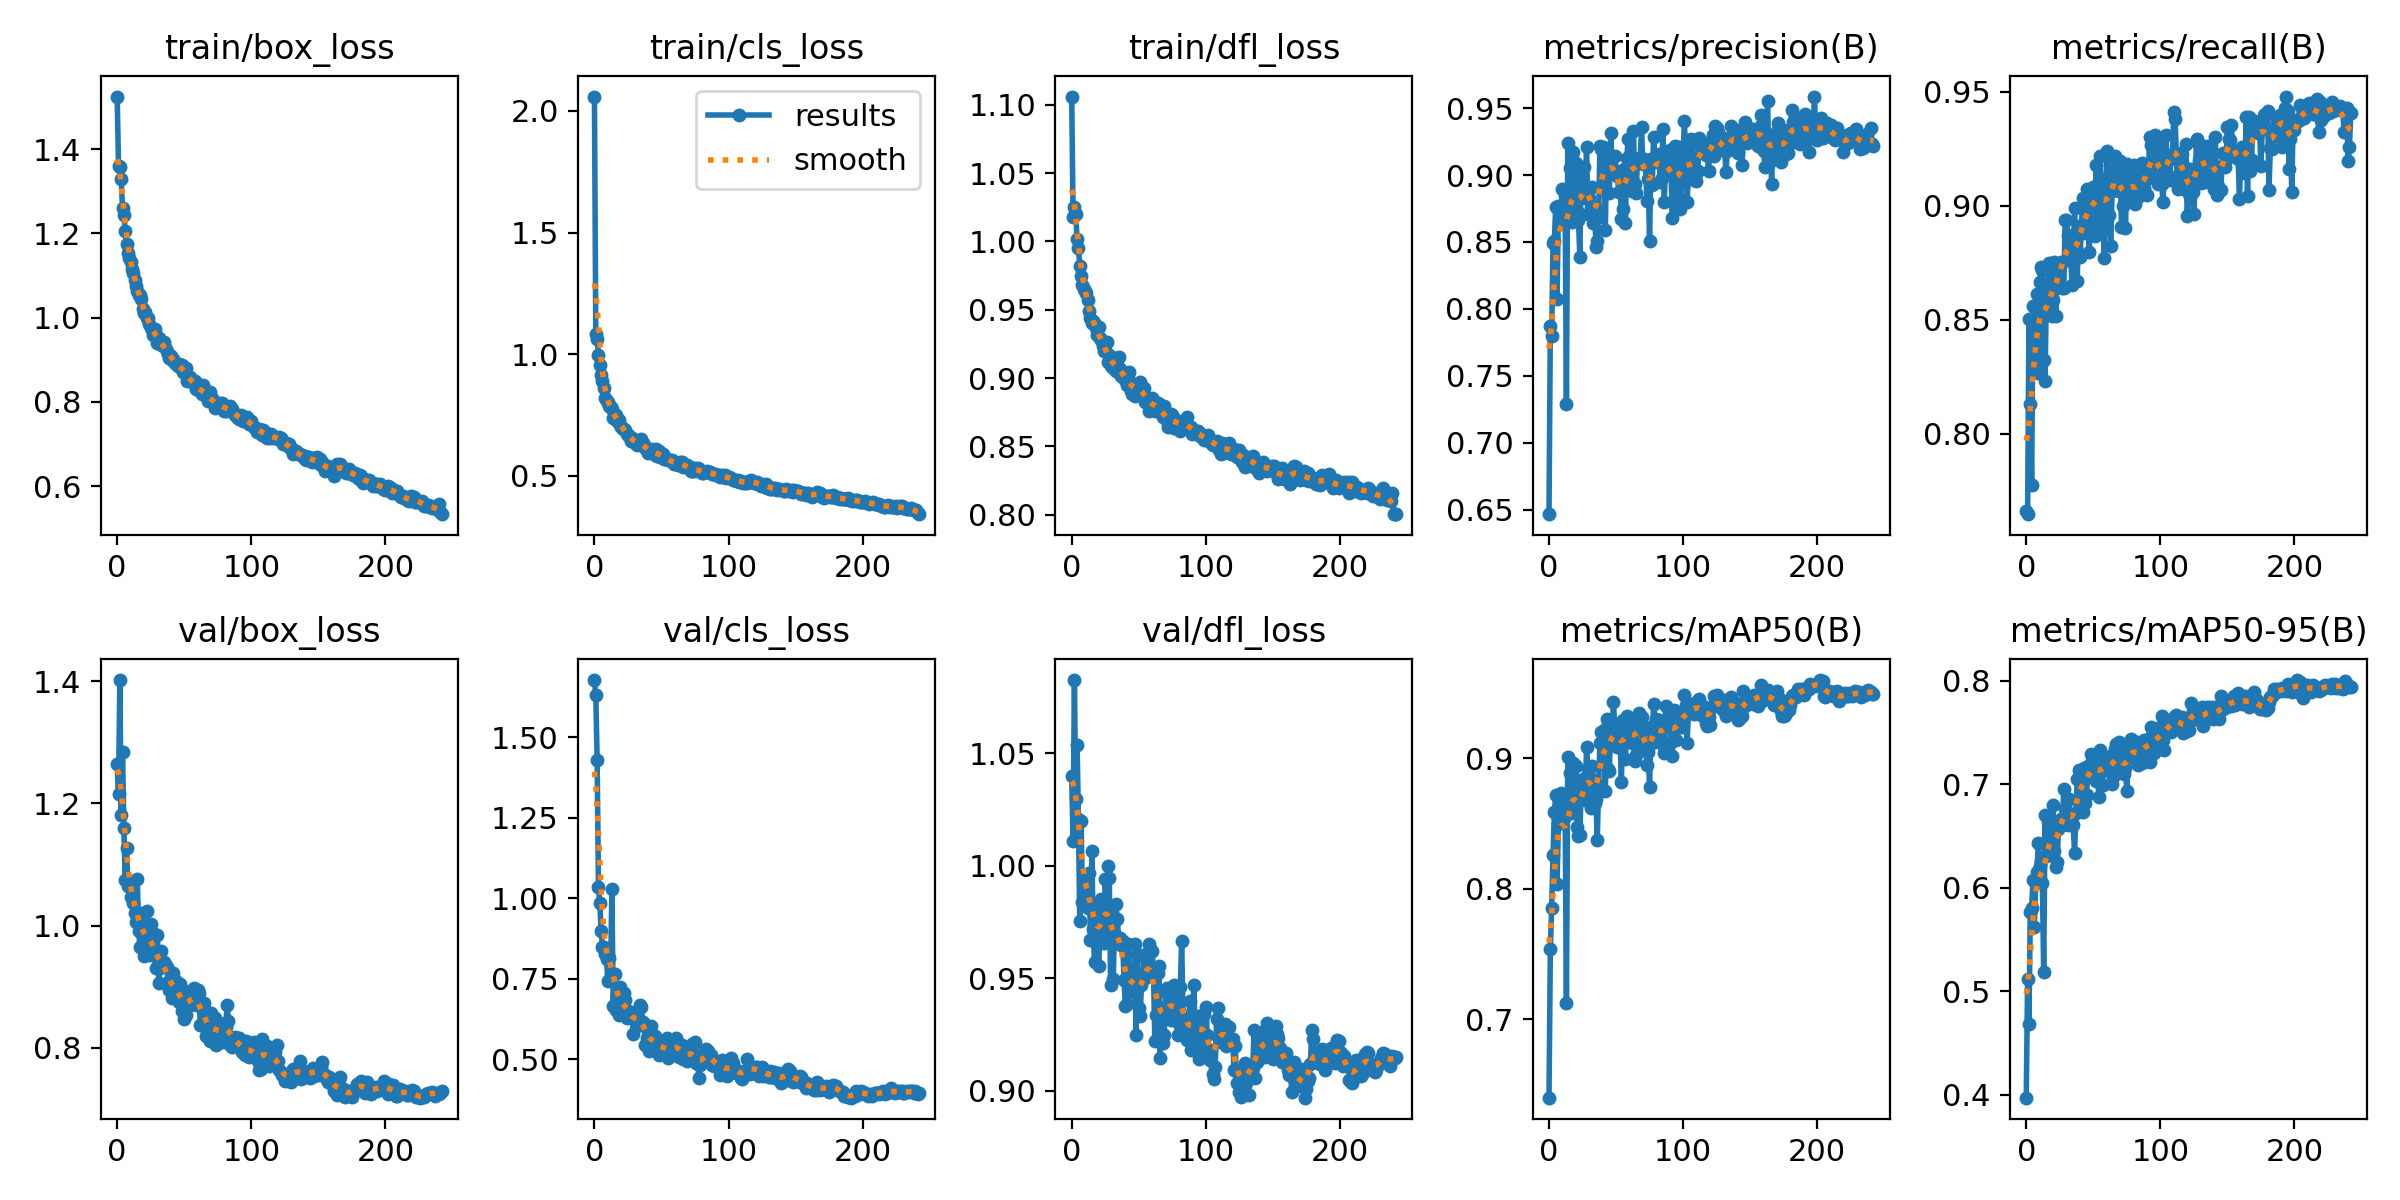 train/box_loss
1.4
1.2
1.0
0.8
0.6
0 100 200
train/cls_loss
results
smooth
2.0
1.5
1.0
0.5
0 100 200
train/dfl_loss
1.10
1.05
1.00
0.95
0.90
0.85
0.80
0 100 200
metrics/precision(B)
0.95
0.90
0.85
0.80
0.75
0.70
0.65
0 100 200
metrics/recall(B)
0.95
0.90
0.85
0.80
0 100 200
val/box_loss
1.4
1.2
1.0
0.8
0 100 200
val/cls_loss
1.50
1.25
1.00
0.75
0.50
0 100 200
val/dfl_loss
1.05
1.00
0.95
0.90
0 100 200
metrics/mAP50(B)
0.9
0.8
0.7
0 100 200
metrics/mAP50-95(B)
0.8
0.7
0.6
0.5
0.4
0 100 200